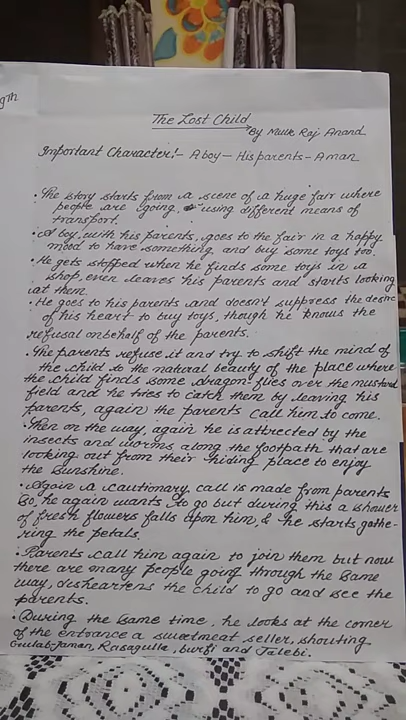 9th
The Lost Child
By Mulk Raj Anand
Important Character:- A boy - His parents - A man
• The story starts from a scene of a huge fair where
people are going, using different means of
transport.
• A boy, with his parents, goes to the fair in a happy
mood to have something and buy some toys too.
• He gets stopped when he finds some toys in a
shop, even leaves his parents and starts looking
at them.
• He goes to his parents and doesn't suppress the desire
of his heart to buy toys, though he knows the
refusal onbehalf of the parents.
• The parents refuse it and try to shift the mind of
the child to the natural beauty of the place where
the child finds some dragon flies over the mustard
field and he tries to catch them by leaving his
parents, again the parents call him to come.
• Then on the way, again he is attrected by the
insects and worms along the footpath that are
looking out from their hiding place to enjoy
the sunshine.
• Again a cautionary call is made from parents
So, he again wants to go but during this a shower
of fresh flowers falls upon him & he starts gathe-
ring the petals.
• Parents call him again to join them but now
there are many people going through the same
way, disheartens the child to go and see the
parents.
• During the same time, he looks at the corner
of the entrance a sweetmeat seller, shouting
Gulab-Jaman, Rasagulla, burfi and Jalebi.